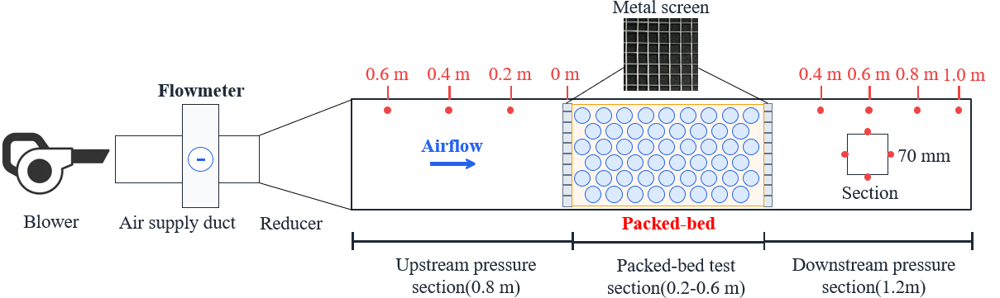 Metal screen
0.6 m 0.4 m 0.2 m 0 m 0.4 m 0.6 m 0.8 m 1.0 m
Flowmeter
Airflow
70 mm
Section
Blower Air supply duct Reducer
Packed-bed
Upstream pressure
section(0.8 m)
Packed-bed test
section(0.2-0.6 m)
Downstream pressure
section(1.2m)